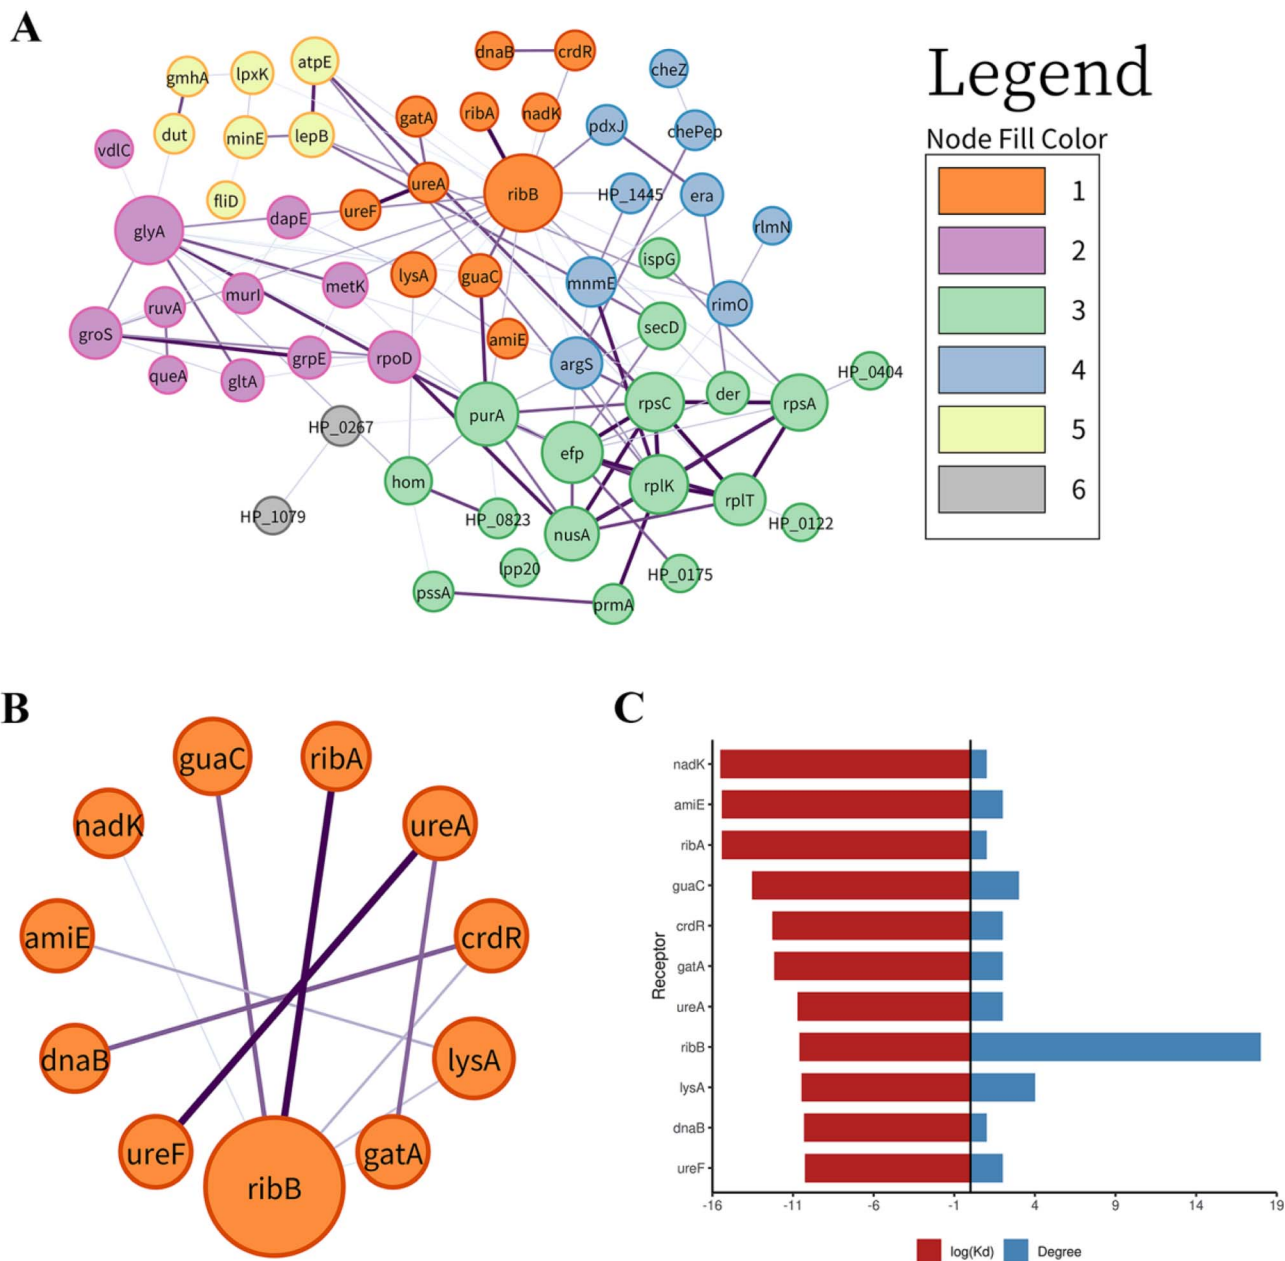 A
Legend
Node Fill Color
1
2
3
4
5
6
dnaB
crdR
cheZ
gmhA
lpxK
atpE
gatA
ribA
nadK
pdxJ
chePep
dut
minE
lepB
vdlC
ureA
ribB
HP_1445
era
fliD
ureF
dapE
glyA
rlmN
ispG
lysA
guaC
mnmE
metK
murI
ruvA
rimO
groS
secD
amiE
grpE
rpoD
argS
queA
gltA
HP_0404
der
rpsC
rpsA
purA
HP_0267
efp
hom
rplK
rplT
HP_1079
HP_0823
nusA
HP_0122
lpp20
HP_0175
pssA
prmA
B
guaC
ribA
nadK
ureA
amiE
crdR
dnaB
lysA
ureF
gatA
ribB
C
Receptor
nadK
amiE
ribA
guaC
crdR
gatA
ureA
ribB
lysA
dnaB
ureF
-16 -11 -6 -1 4 9 14 19
log(Kd) Degree